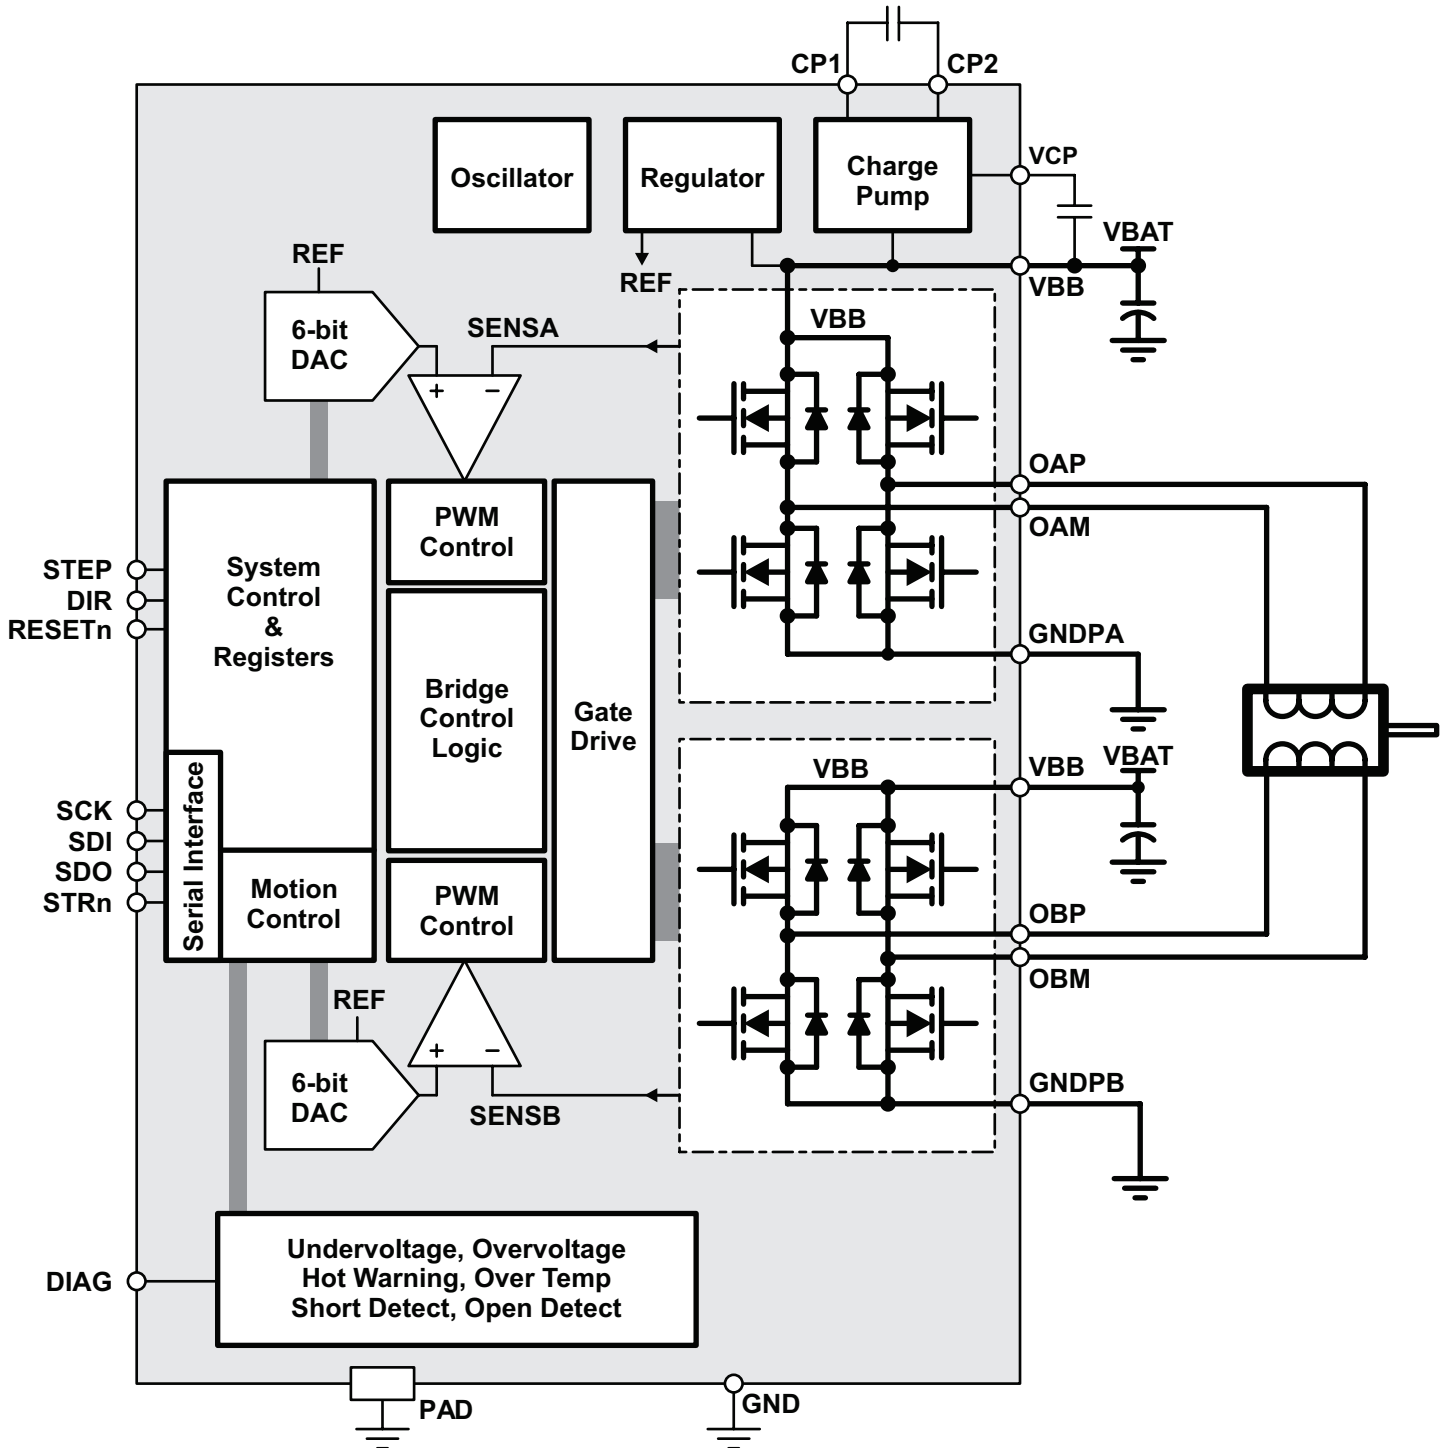 CP1
CP2
Oscillator
Regulator
Charge
Pump
VCP
VBAT
VBB
REF
REF
6-bit
DAC
SENSA
+
−
VBB
OAP
OAM
PWM
Control
System
Control
&
Registers
STEP
DIR
RESETn
GNDPA
Bridge
Control
Logic
Gate
Drive
VBB
VBB
VBAT
Serial Interface
SCK
SDI
SDO
STRn
Motion
Control
PWM
Control
OBP
OBM
REF
6-bit
DAC
+
−
SENSB
GNDPB
DIAG
Undervoltage, Overvoltage
Hot Warning, Over Temp
Short Detect, Open Detect
PAD
GND